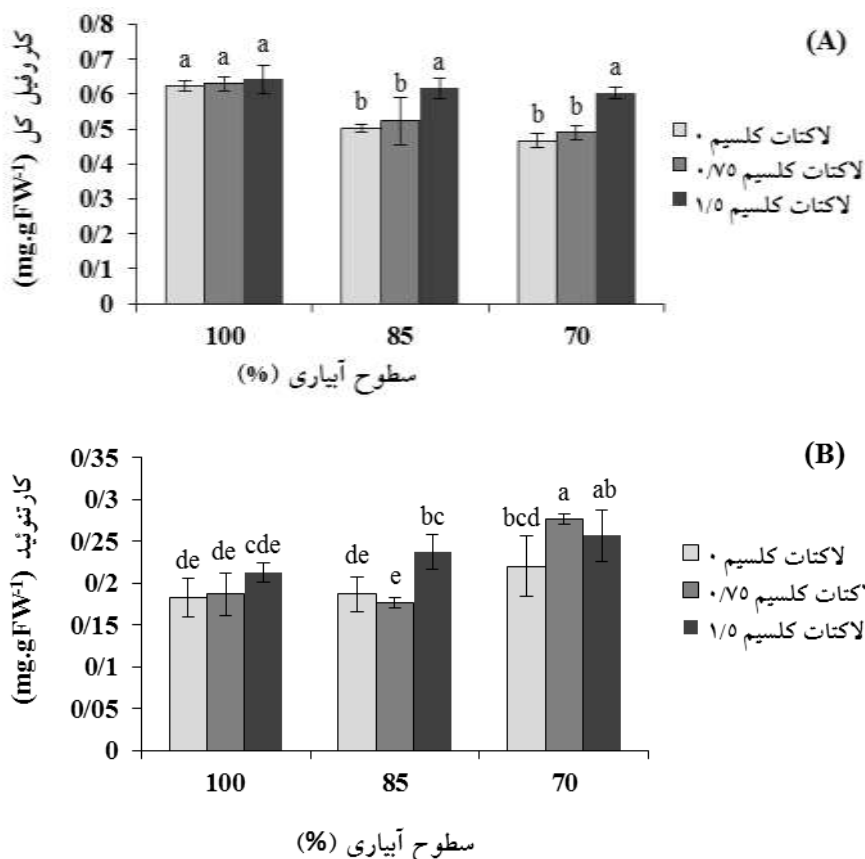 (A)
کلروفیل کل (mg.gFW-1)
0/8
0/7
0/6
0/5
0/4
0/3
0/2
0/1
0
a a a
b b a
b b a
100 85 70
سطوح آبیاری (%)
لاکتات کلسیم ۰
لاکتات کلسیم ۰/۷۵
لاکتات کلسیم ۱/۵
(B)
کارتنوئید (mg.gFW-1)
0/35
0/3
0/25
0/2
0/15
0/1
0/05
0
de de cde
de e bc
bcd a ab
100 85 70
سطوح آبیاری (%)
لاکتات کلسیم ۰
لاکتات کلسیم ۰/۷۵
لاکتات کلسیم ۱/۵